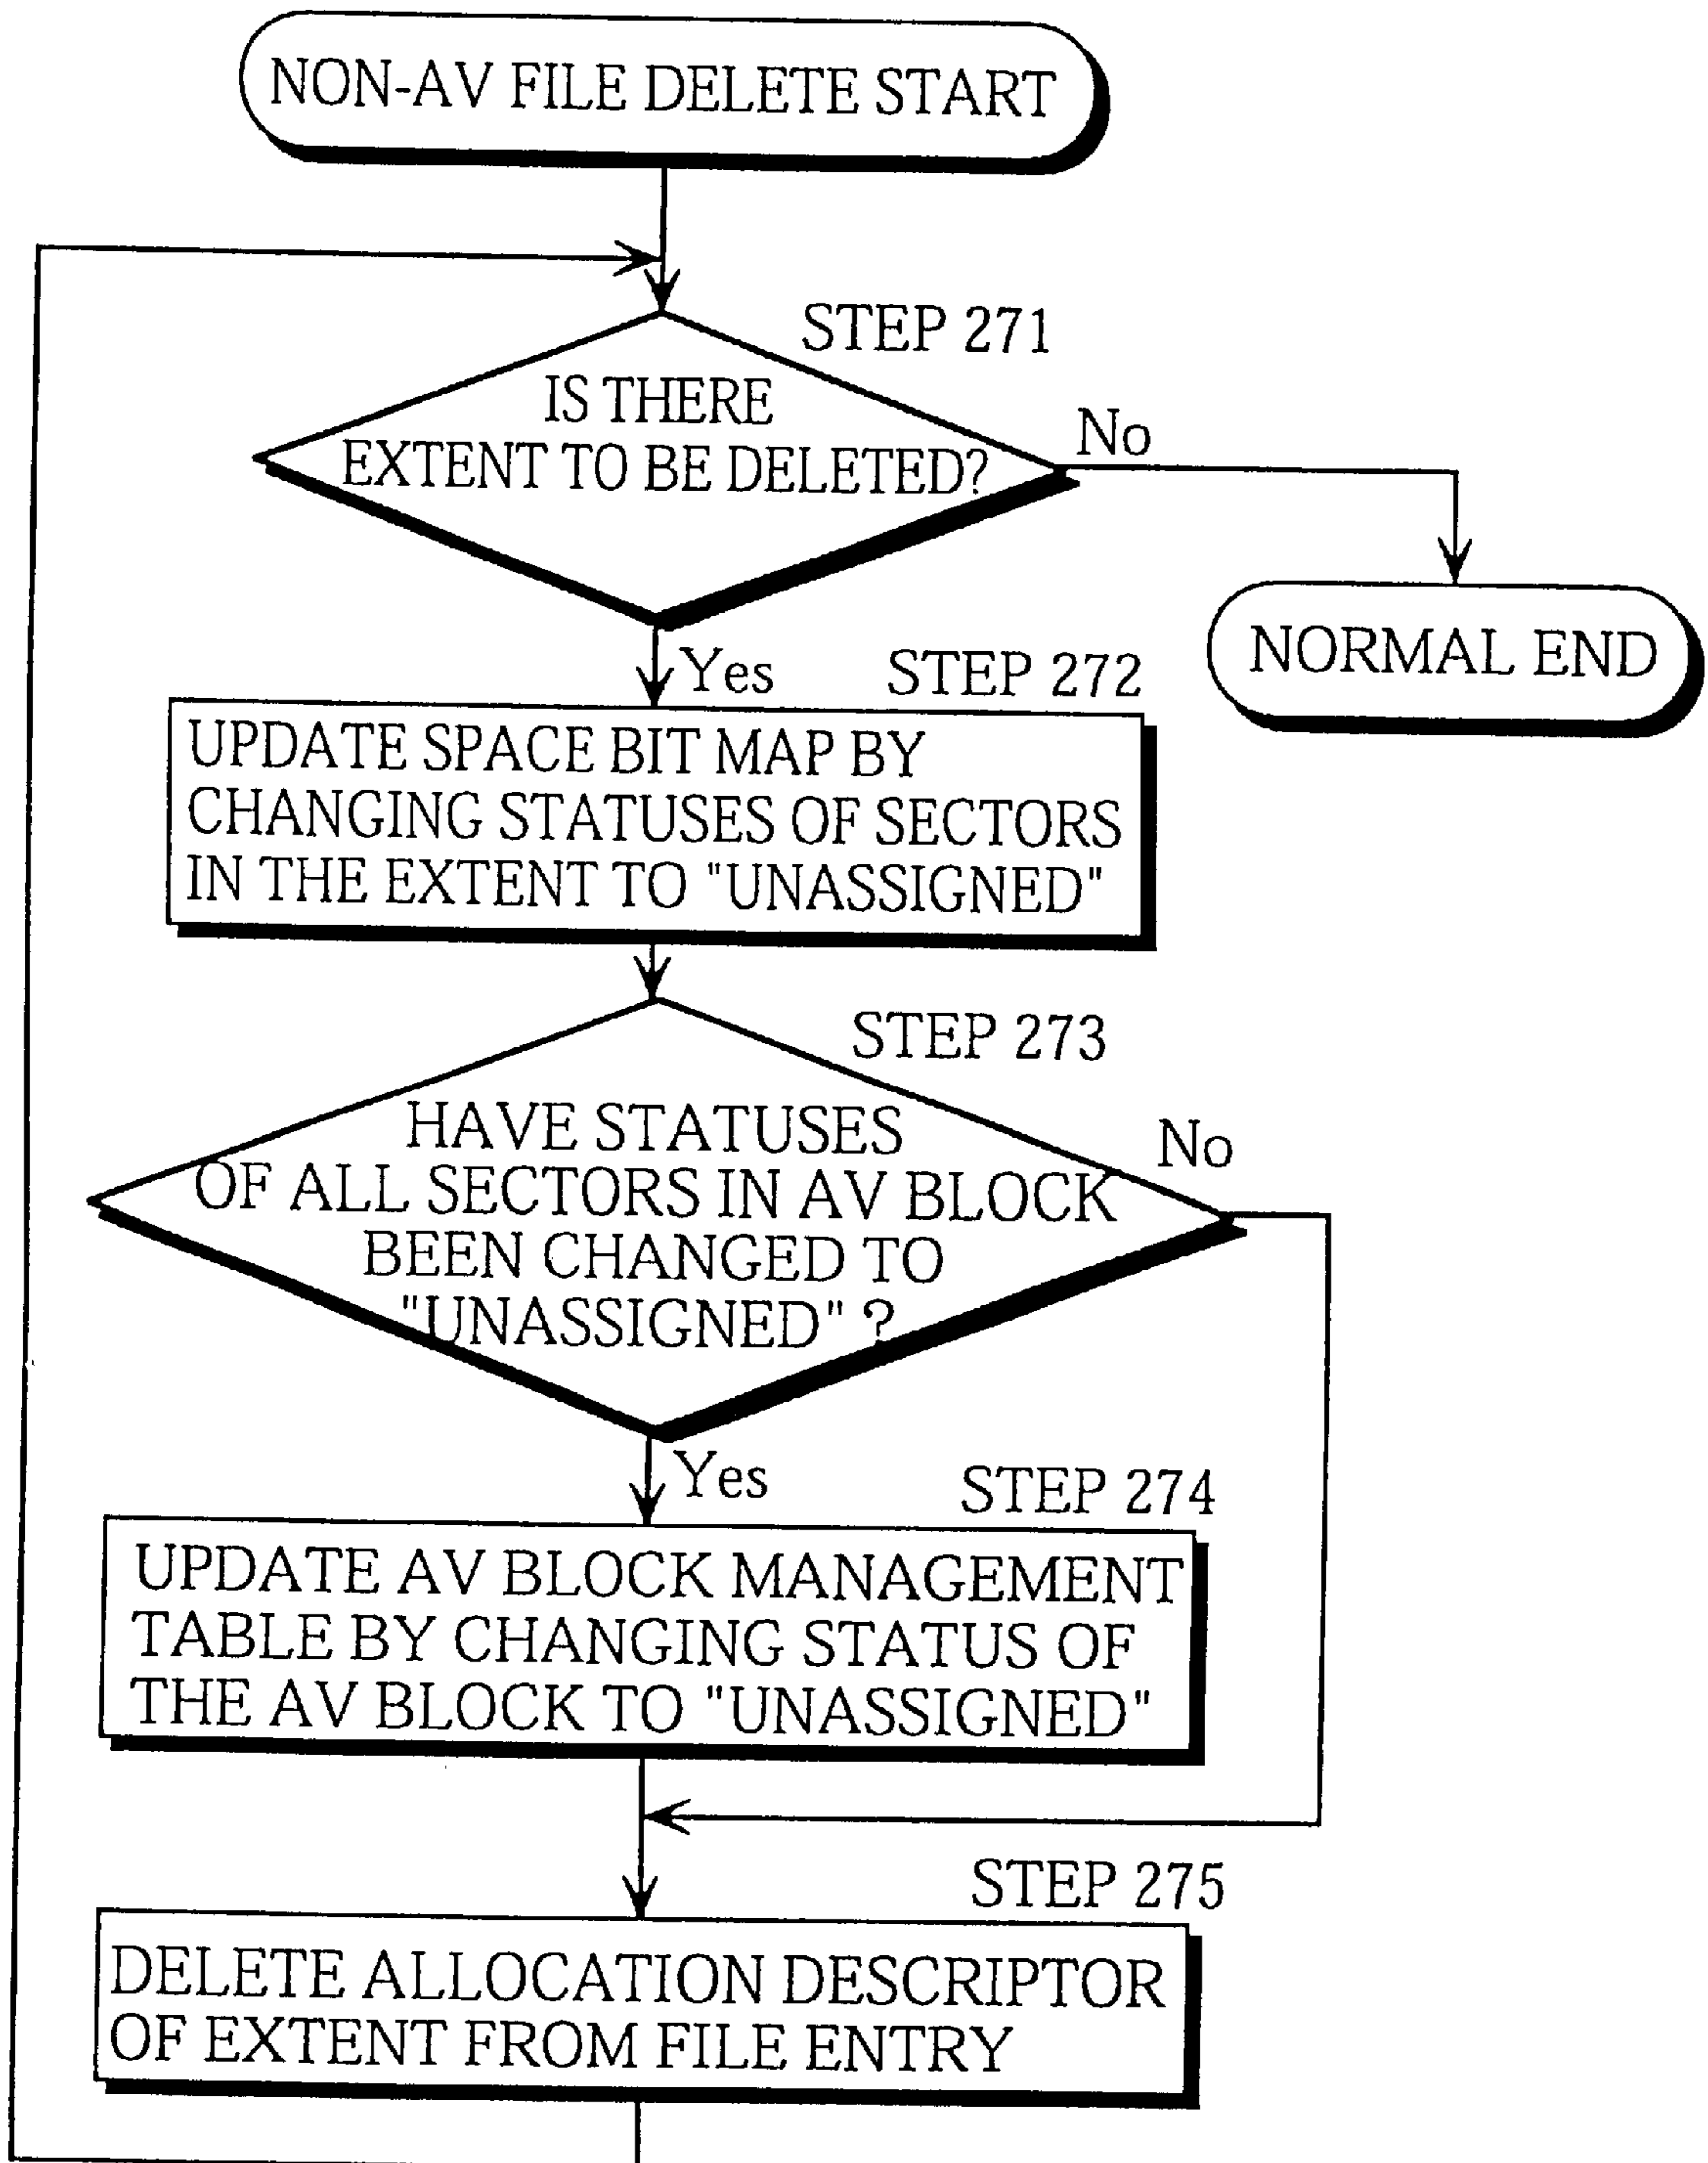 NON-AV FILE DELETE START
STEP 271
IS THERE
EXTENT TO BE DELETED?
No
NORMAL END
Yes
STEP 272
UPDATE SPACE BIT MAP BY
CHANGING STATUSES OF SECTORS
IN THE EXTENT TO "UNASSIGNED"
STEP 273
HAVE STATUSES
OF ALL SECTORS IN AV BLOCK
BEEN CHANGED TO
"UNASSIGNED" ?
No
Yes
STEP 274
UPDATE AV BLOCK MANAGEMENT
TABLE BY CHANGING STATUS OF
THE AV BLOCK TO "UNASSIGNED"
STEP 275
DELETE ALLOCATION DESCRIPTOR
OF EXTENT FROM FILE ENTRY